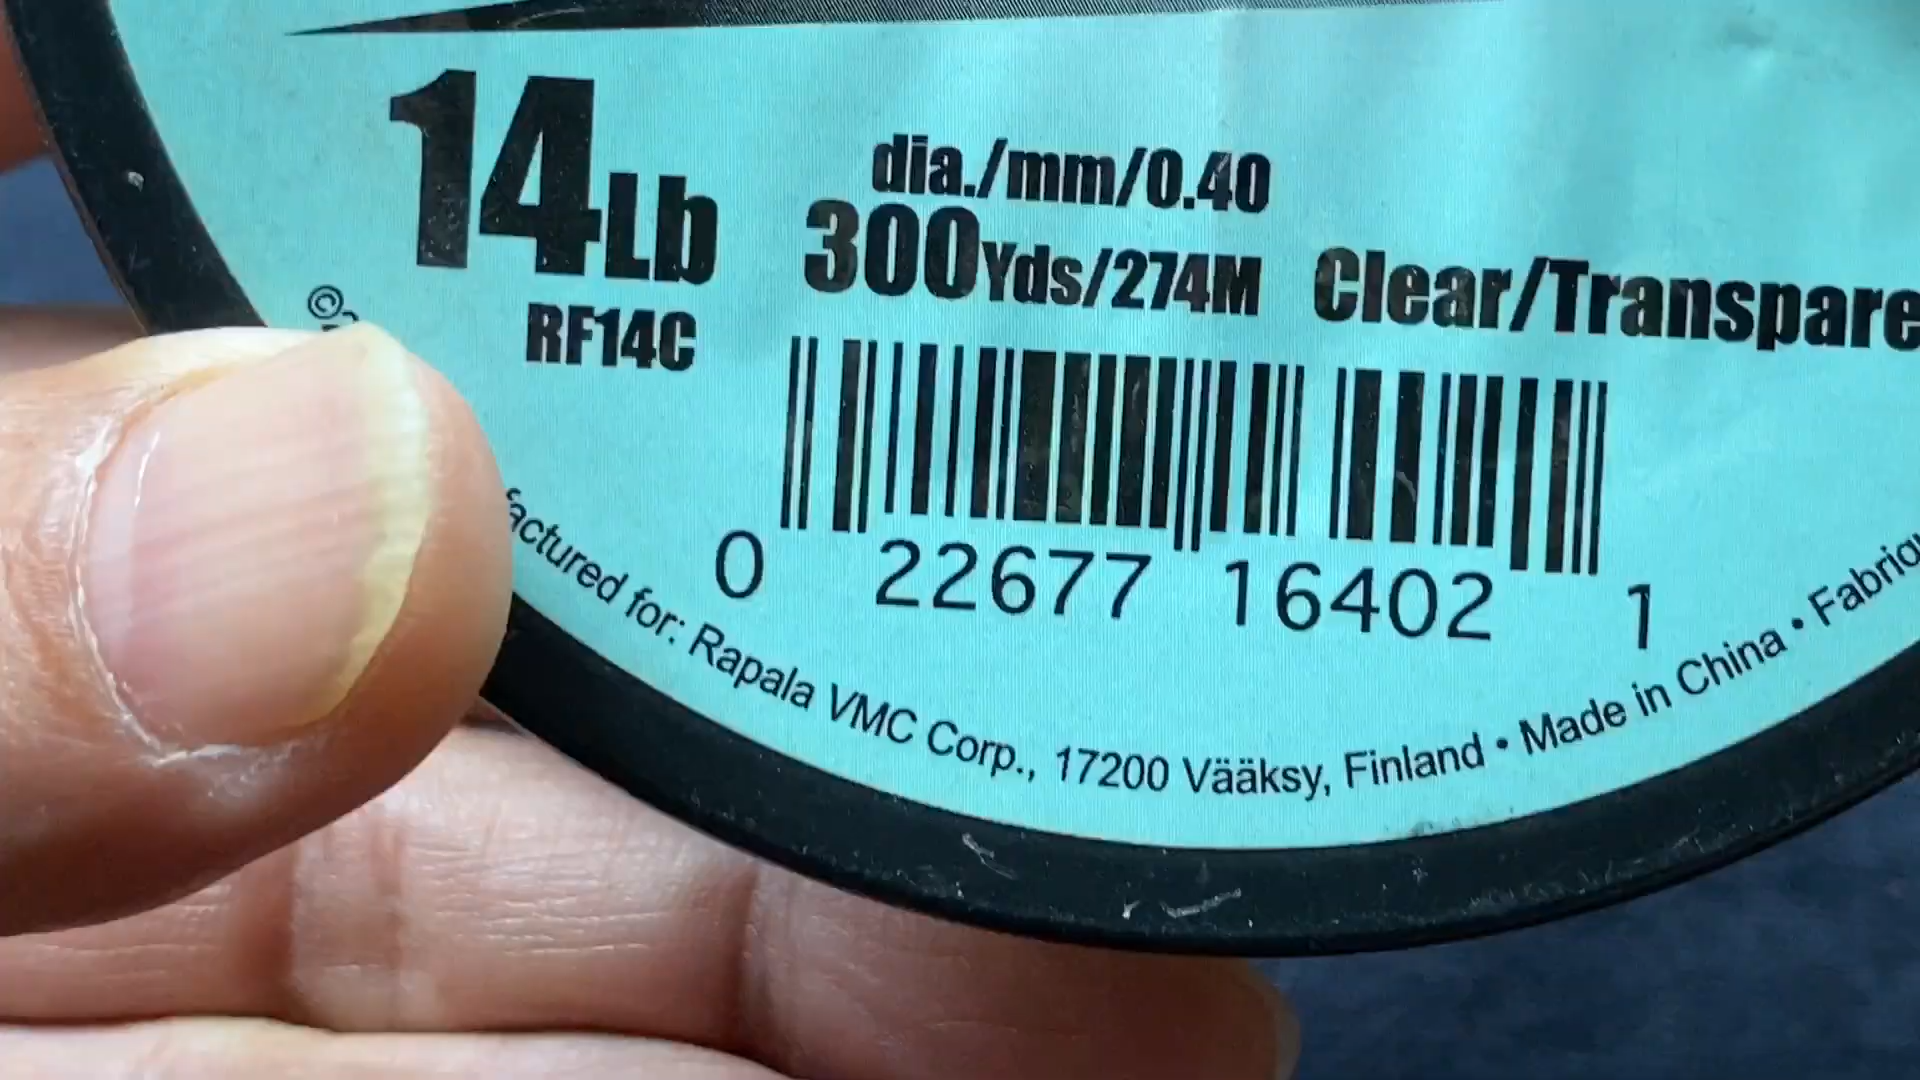 14Lb
dia./mm/0.40
300Yds/274M Clear/Transpare
RF14C
©
0 22677 16402 1
factured for: Rapala VMC Corp., 17200 Vääksy, Finland • Made in China • Fabriq